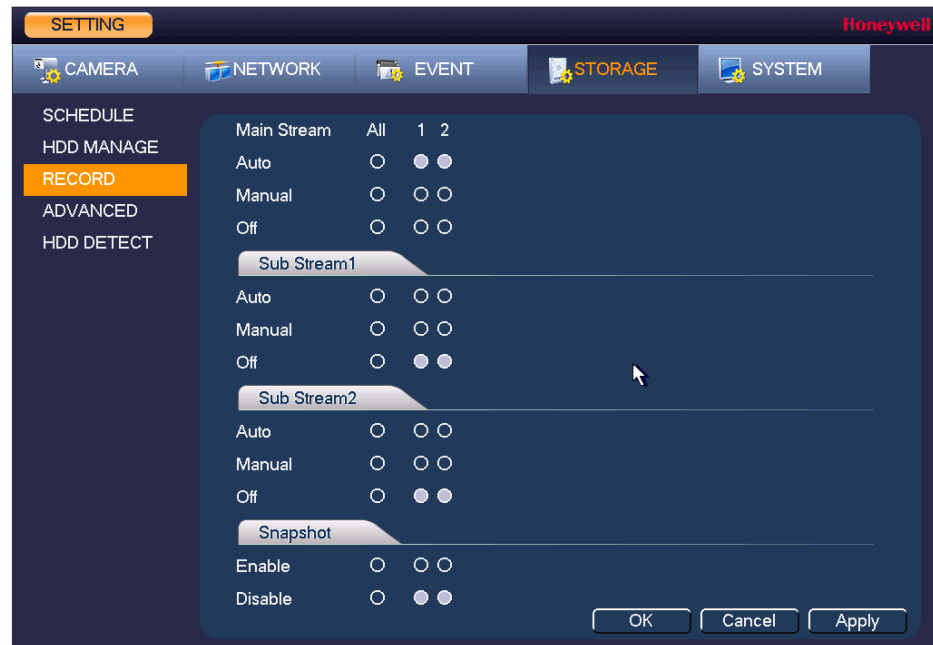 SETTING Honeywell
CAMERA NETWORK EVENT STORAGE SYSTEM
SCHEDULE
HDD MANAGE
RECORD
ADVANCED
HDD DETECT
Main Stream All 1 2
Auto
Manual
Off
Sub Stream1
Auto
Manual
Off
Sub Stream2
Auto
Manual
Off
Snapshot
Enable
Disable
OK Cancel Apply